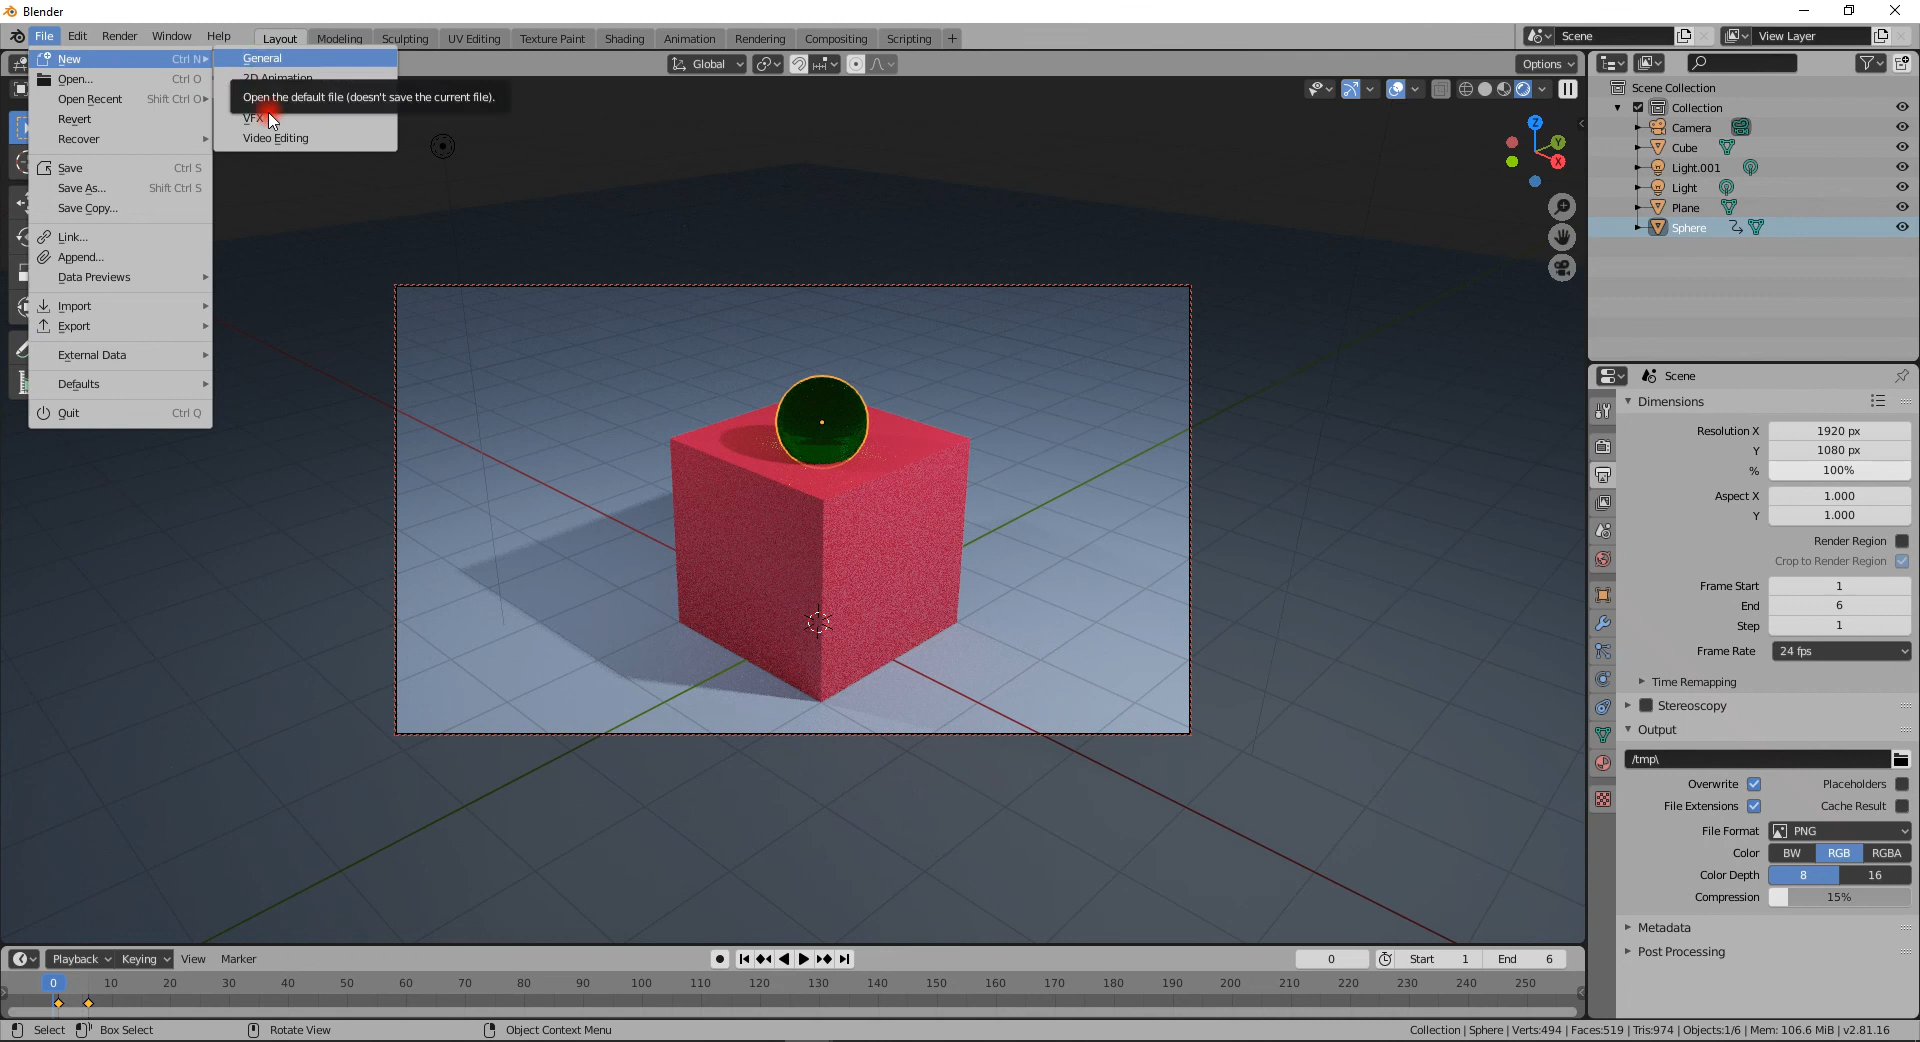 Blender
File Edit Render Window Help Layout Modeling Sculpting UV Editing Texture Paint Shading Animation Rendering Compositing Scripting + Scene View Layer
New Ctrl N
Open... Ctrl O
Open Recent Shift Ctrl O
Revert
Recover
Save Ctrl S
Save As... Shift Ctrl S
Save Copy...
Link...
Append...
Data Previews
Import
Export
External Data
Defaults
Quit Ctrl Q
General
2D Animation
Open the default file (doesn't save the current file).
VFX
Video Editing
Global
Options
Z
Y
X
Scene Collection
Collection
Camera
Cube
Light.001
Light
Plane
Sphere
Scene
Dimensions
Resolution X 1920 px
Y 1080 px
% 100%
Aspect X 1.000
Y 1.000
Render Region
Crop to Render Region
Frame Start 1
End 6
Step 1
Frame Rate 24 fps
Time Remapping
Stereoscopy
Output
/tmp\
Overwrite Placeholders
File Extensions Cache Result
File Format PNG
Color BW RGB RGBA
Color Depth 8 16
Compression 15%
Metadata
Post Processing
Playback Keying View Marker 0 Start 1 End 6
0 10 20 30 40 50 60 70 80 90 100 110 120 130 140 150 160 170 180 190 200 210 220 230 240 250
Select Box Select Rotate View Object Context Menu Collection | Sphere | Verts:494 | Faces:519 | Tris:974 | Objects:1/6 | Mem: 106.6 MiB | v2.81.16